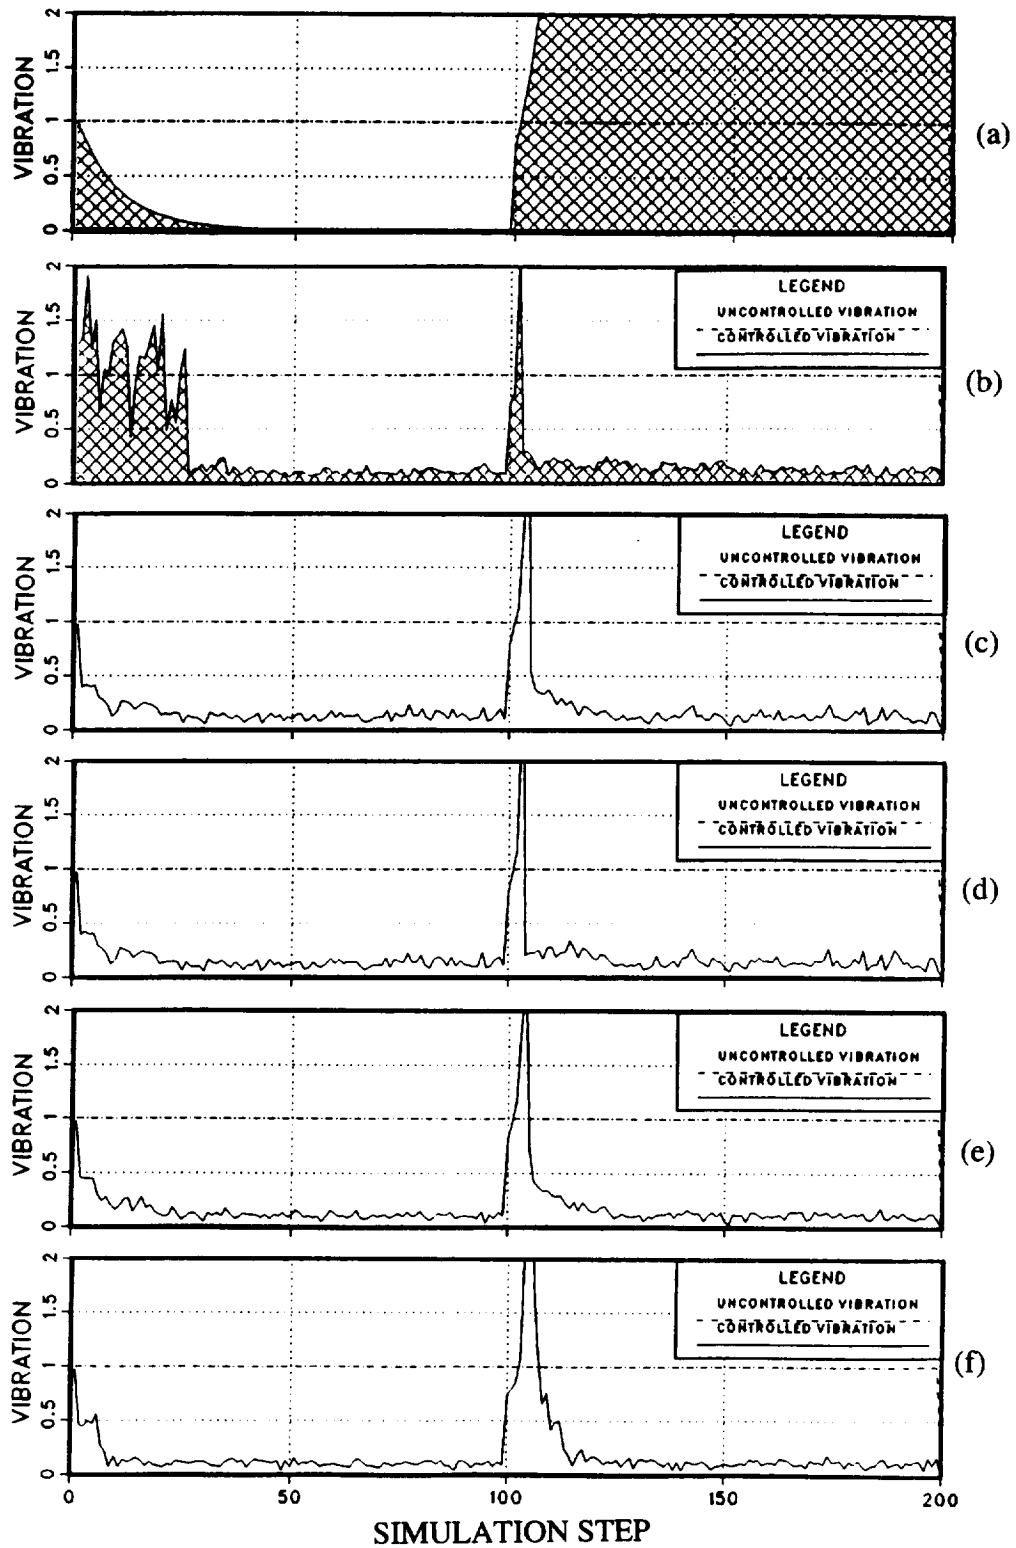 2
1.5
1
0.5
0
VIBRATION
(a)
2
1.5
1
0.5
0
VIBRATION
LEGEND
UNCONTROLLED VIBRATION
CONTROLLED VIBRATION
(b)
2
1.5
1
0.5
0
VIBRATION
LEGEND
UNCONTROLLED VIBRATION
CONTROLLED VIBRATION
(c)
2
1.5
1
0.5
0
VIBRATION
LEGEND
UNCONTROLLED VIBRATION
CONTROLLED VIBRATION
(d)
2
1.5
1
0.5
0
VIBRATION
LEGEND
UNCONTROLLED VIBRATION
CONTROLLED VIBRATION
(e)
2
1.5
1
0.5
0
VIBRATION
LEGEND
UNCONTROLLED VIBRATION
CONTROLLED VIBRATION
(f)
0 50 100 150 200
SIMULATION STEP